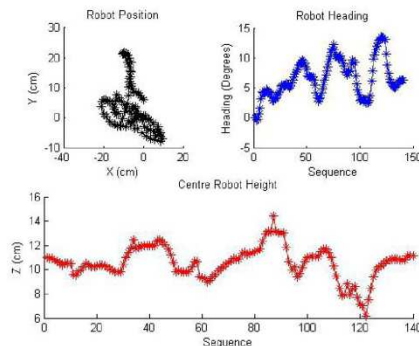 Robot Position
30
20
10
0
-10
Y (cm)
-40 -20 0 20
X (cm)
Robot Heading
15
10
5
0
-5
Heading (Degrees)
0 50 100 150
Sequence
Centre Robot Height
16
14
12
10
8
6
Z (cm)
0 20 40 60 80 100 120 140
Sequence